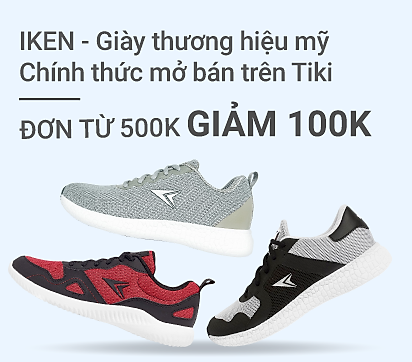 IKEN - Giày thương hiệu mỹ
Chính thức mở bán trên Tiki
ĐƠN TỪ 500K GIẢM 100K